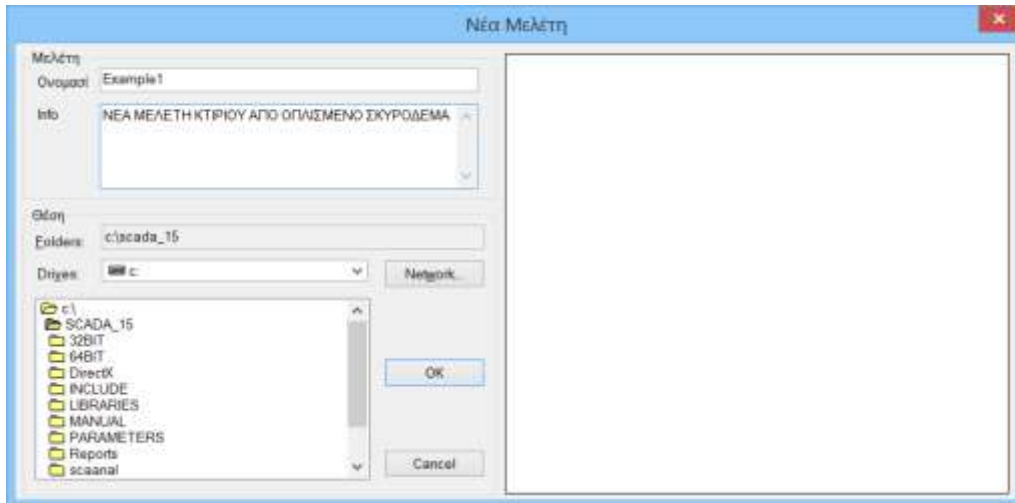 Νέα Μελέτη
Μελέτη
Ονομασί Example1
Info ΝΕΑ ΜΕΛΕΤΗ ΚΤΙΡΙΟΥ ΑΠΟ ΟΠΛΙΣΜΕΝΟ ΣΚΥΡΟΔΕΜΑ
Θέση
Folders: c:\scada_15
Drives: c: Network...
c:\
SCADA_15
32BIT
64BIT
DirectX
INCLUDE
LIBRARIES
MANUAL
PARAMETERS
Reports
scaanal
OK
Cancel